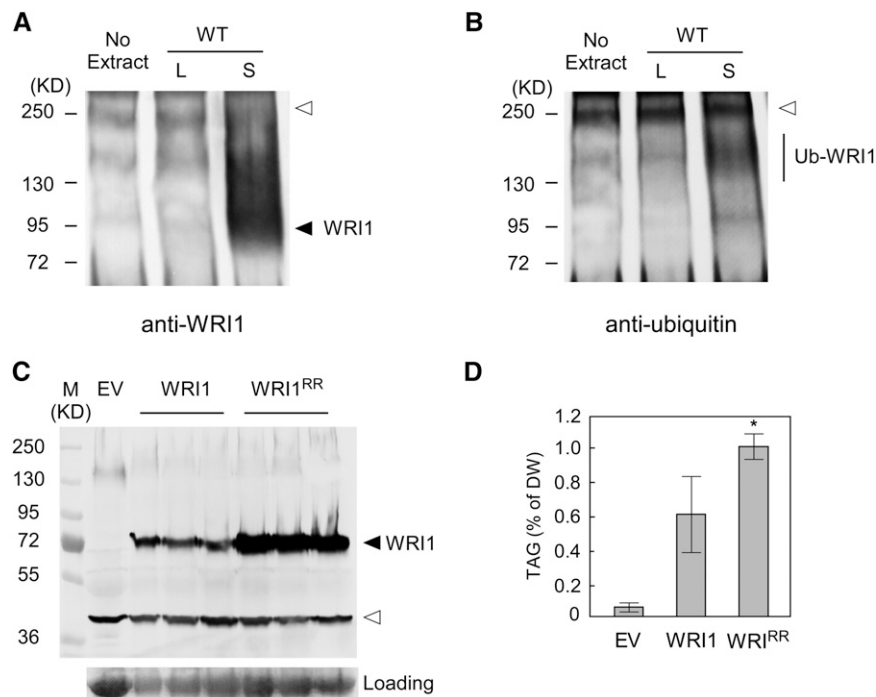 A
No
Extract
WT
L
S
(KD)
250
130
95
72
WRI1
anti-WRI1
B
No
Extract
WT
L
S
(KD)
250
130
95
72
Ub-WRI1
anti-ubiquitin
C
M
(KD)
EV
WRI1
WRI1RR
250
130
95
72
55
36
WRI1
Loading
D
TAG (% of DW)
1.2
1.0
0.8
0.6
0.4
0.2
0
*
EV
WRI1
WRIRR